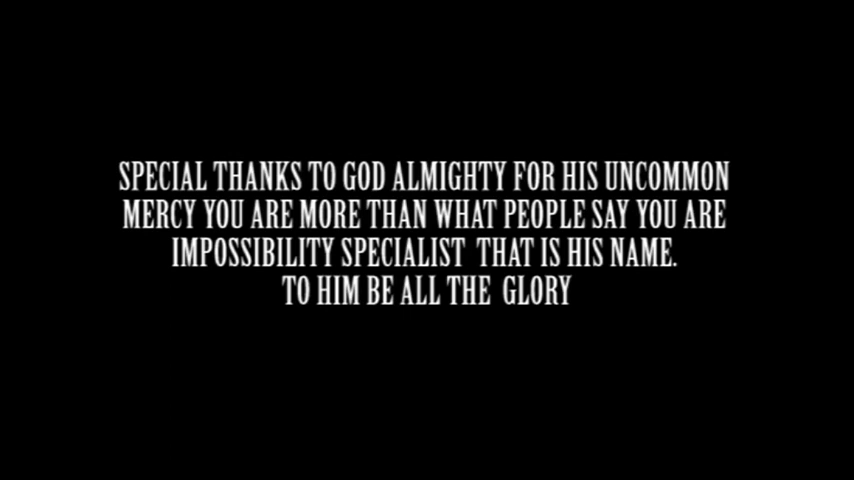 SPECIAL THANKS TO GOD ALMIGHTY FOR HIS UNCOMMON
MERCY YOU ARE MORE THAN WHAT PEOPLE SAY YOU ARE
IMPOSSIBILITY SPECIALIST THAT IS HIS NAME.
TO HIM BE ALL THE GLORY